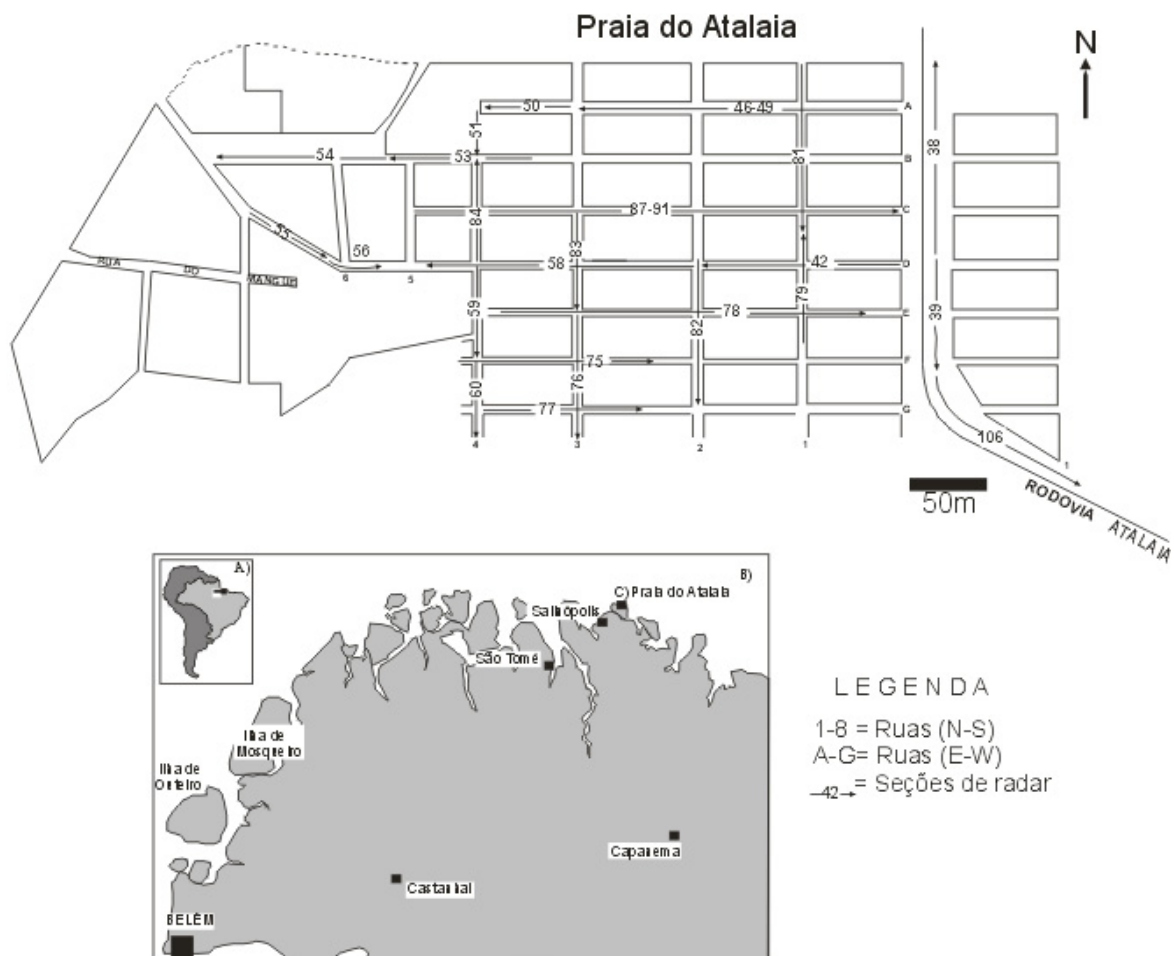 Praia do Atalaia
N
50
46-49
A
51
38
54
53
81
B
84
87-91
C
55
56
83
RUA DO MANGUE
6
5
58
42
D
59
79
39
78
E
82
75
F
60
76
77
G
4
3
2
1
106
1
50m
RODOVIA ATALAIA
A)
B)
C) Praia do Atalaia
Salinópolis
São Tomé
Ilha de
Mosqueiro
Ilha de
Outeiro
Capanema
Castanhal
BELÉM
LEGENDA
1-8 = Ruas (N-S)
A-G= Ruas (E-W)
42 = Seções de radar